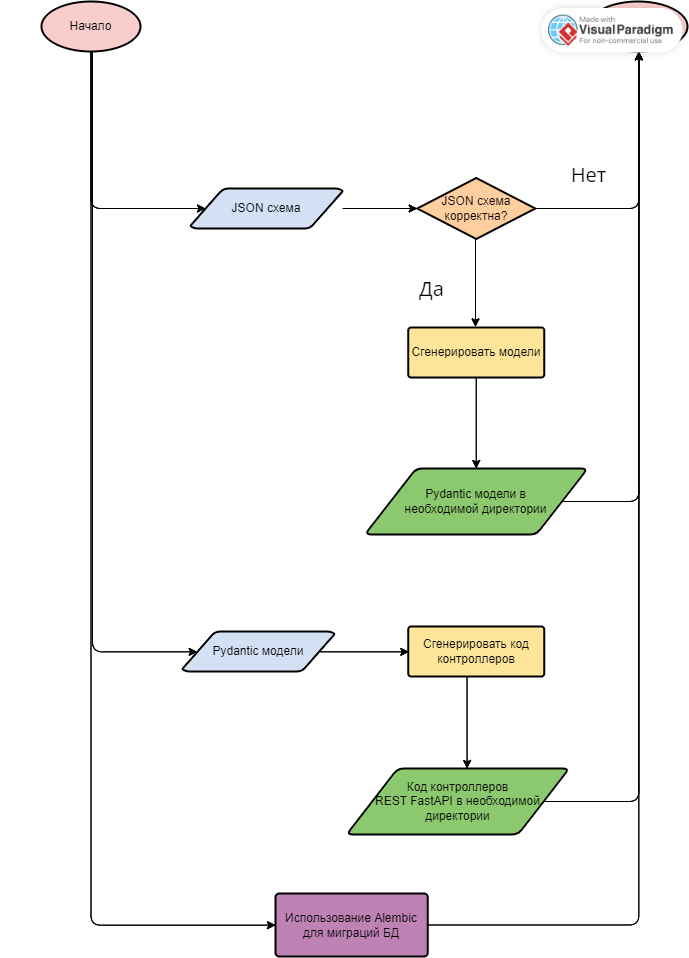 Начало
Made with
Visual Paradigm
For non-commercial use
Нет
JSON схема
JSON схема
корректна?
Да
Сгенерировать модели
Pydantic модели в
необходимой директории
Pydantic модели
Сгенерировать код
контроллеров
Код контроллеров
REST FastAPI в необходимой
директории
Использование Alembic
для миграций БД